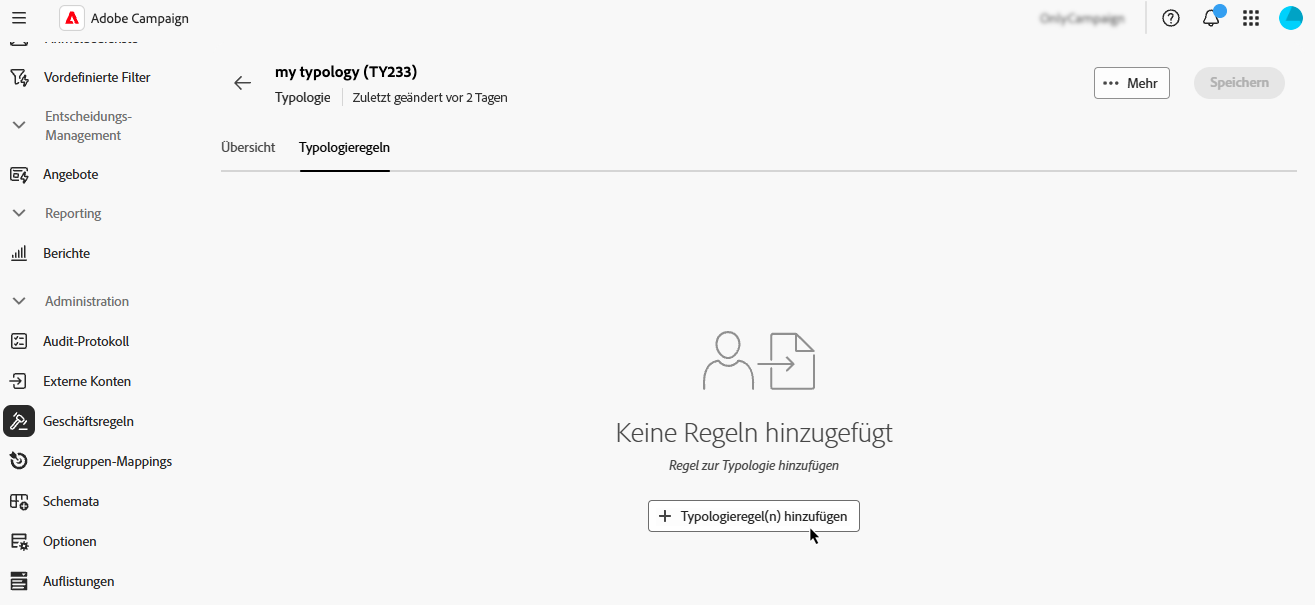 Adobe Campaign
Vordefinierte Filter
Entscheidungs-
Management
Angebote
Reporting
Berichte
Administration
Audit-Protokoll
Externe Konten
Geschäftsregeln
Zielgruppen-Mappings
Schemata
Optionen
Auflistungen
my typology (TY233)
Typologie
Zuletzt geändert vor 2 Tagen
Mehr
Speichern
Übersicht
Typologieregeln
Keine Regeln hinzugefügt
Regel zur Typologie hinzufügen
Typologieregel(n) hinzufügen